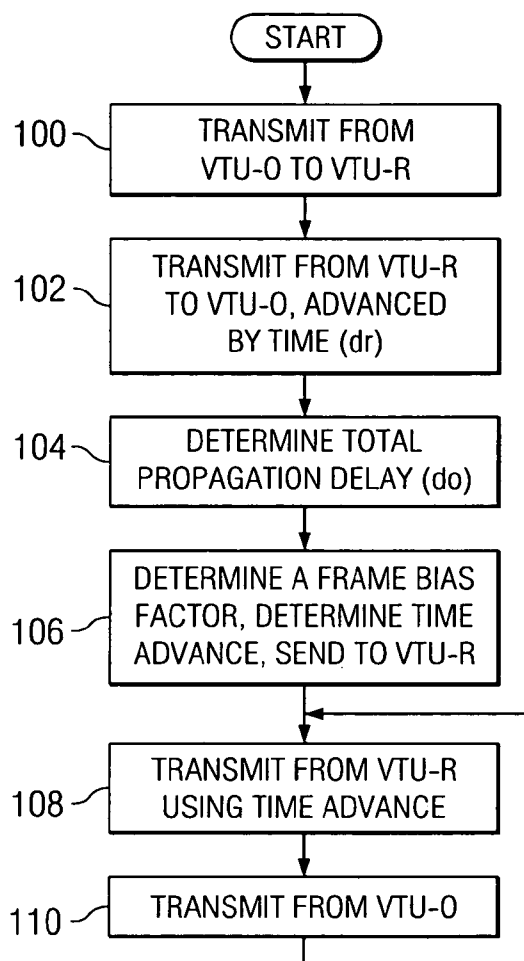 START
100
TRANSMIT FROM
VTU-O TO VTU-R
102
TRANSMIT FROM VTU-R
TO VTU-O, ADVANCED
BY TIME (dr)
104
DETERMINE TOTAL
PROPAGATION DELAY (do)
106
DETERMINE A FRAME BIAS
FACTOR, DETERMINE TIME
ADVANCE, SEND TO VTU-R
108
TRANSMIT FROM VTU-R
USING TIME ADVANCE
110
TRANSMIT FROM VTU-O